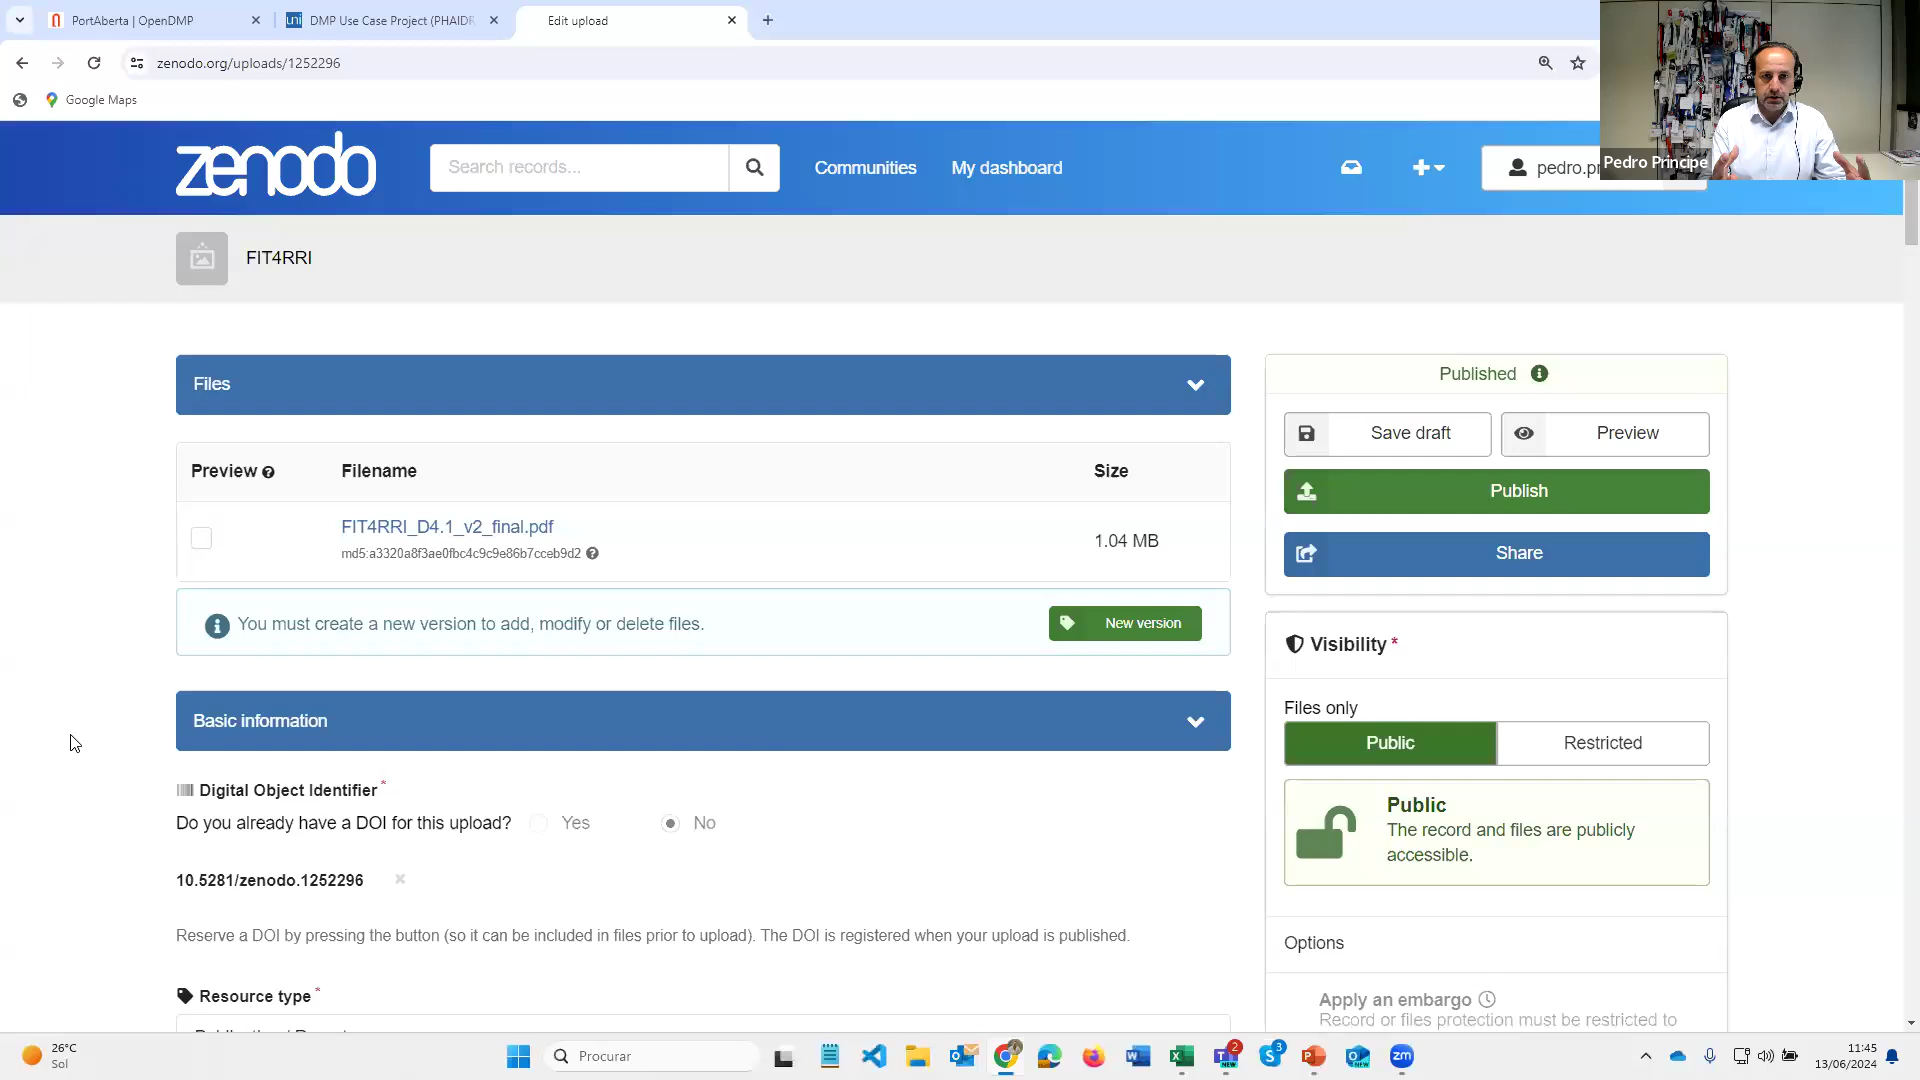 PortAberta | OpenDMP
uni
DMP Use Case Project (PHAIDR
Edit upload
zenodo.org/uploads/1252296
Google Maps
zenodo
Search records...
Communities
My dashboard
pedro.pr
Pedro Principe
FIT4RRI
Files
Published
Save draft
Preview
Publish
Share
Preview
Filename
Size
FIT4RRI_D4.1_v2_final.pdf
md5:a3320a8f3ae0fbc4c9c9e86b7cceb9d2
1.04 MB
You must create a new version to add, modify or delete files.
New version
Visibility *
Files only
Public
Restricted
Public
The record and files are publicly
accessible.
Options
Apply an embargo
Record or files protection must be restricted to
Basic information
Digital Object Identifier *
Do you already have a DOI for this upload?
Yes
No
10.5281/zenodo.1252296
Reserve a DOI by pressing the button (so it can be included in files prior to upload). The DOI is registered when your upload is published.
Resource type *
26°C
Sol
Procurar
2
NEW
3
zm
11:45
13/06/2024